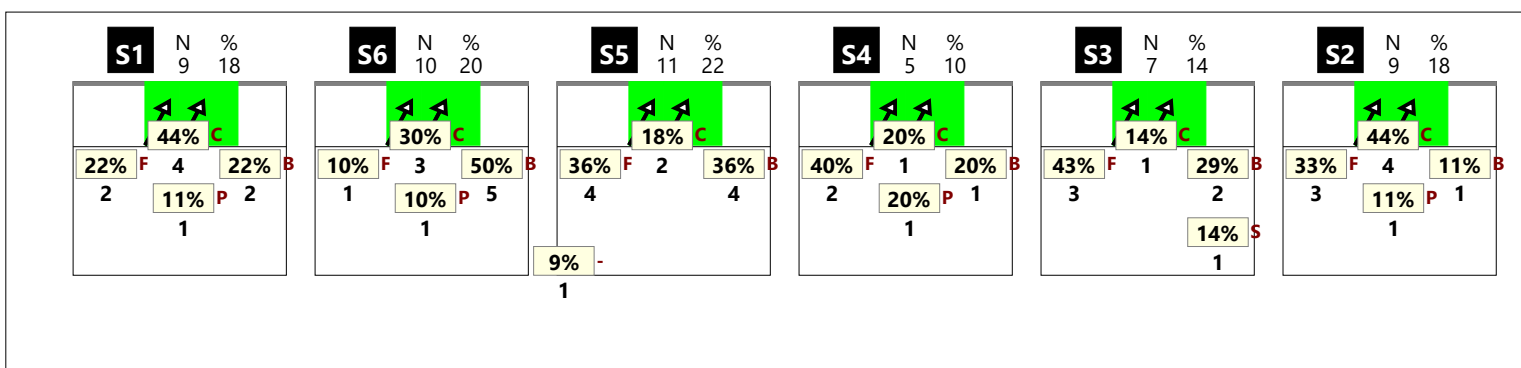 S1 N % S6 N % S5 N % S4 N % S3 N % S2 N %
9 18 10 20 11 22 5 10 7 14 9 18
44% C 30% C 18% C 20% C 14% C 44% C
22% F 4 22% B 10% F 3 50% B 36% F 2 36% B 40% F 1 20% B 43% F 1 29% B 33% F 4 11% B
2 11% P 2 1 10% P 5 4 4 2 20% P 1 3 2 3 11% P 1
1 1 1 14% S 1
9% - 1
1